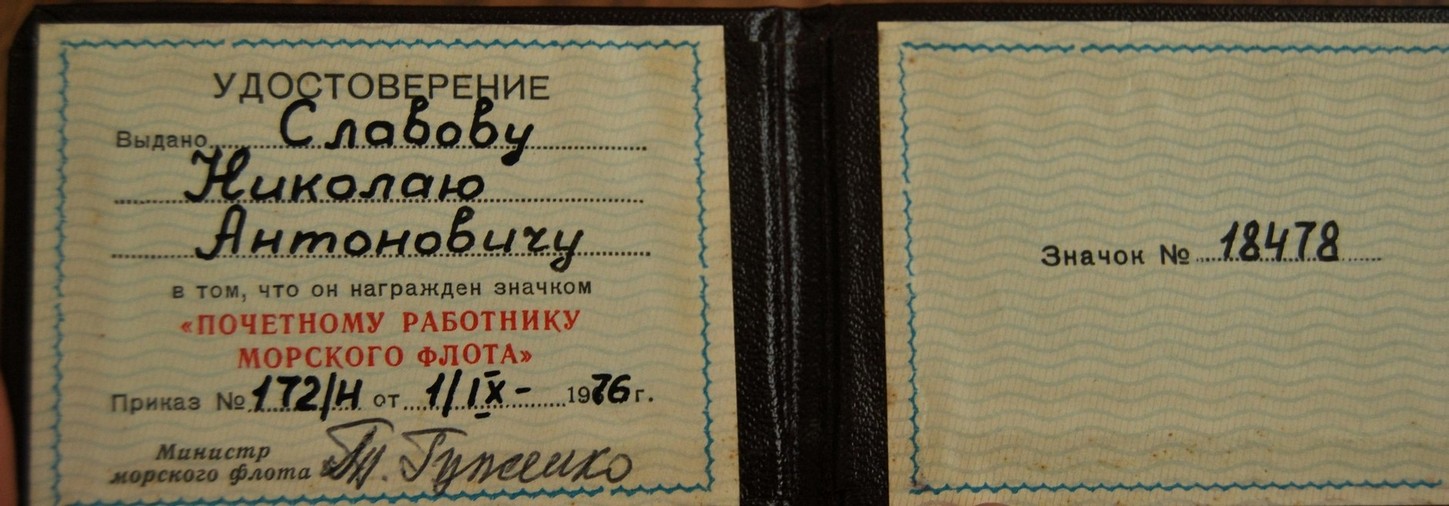 УДОСТОВЕРЕНИЕ
Выдано Славову
Николаю
Антоновичу
в том, что он награжден значком
«ПОЧЕТНОМУ РАБОТНИКУ
МОРСКОГО ФЛОТА»
Приказ № 172/Н от 1/IX- 1976 г.
Министр
морского флота Т. Гуженко
Значок № 18478